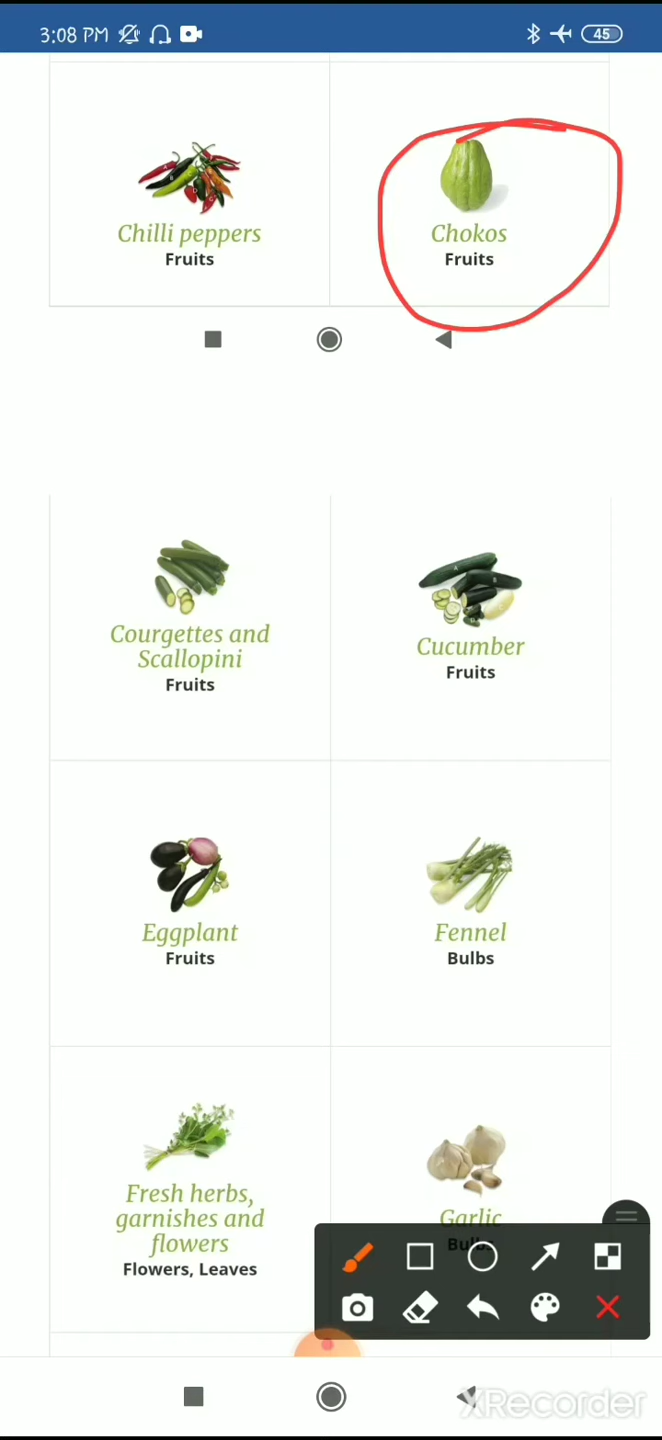 3:08 PM
45
Chilli peppers
Fruits
Chokos
Fruits
Courgettes and
Scallopini
Fruits
Cucumber
Fruits
Eggplant
Fruits
Fennel
Bulbs
Fresh herbs,
garnishes and
flowers
Flowers, Leaves
Garlic
Bulbs
XRecorder